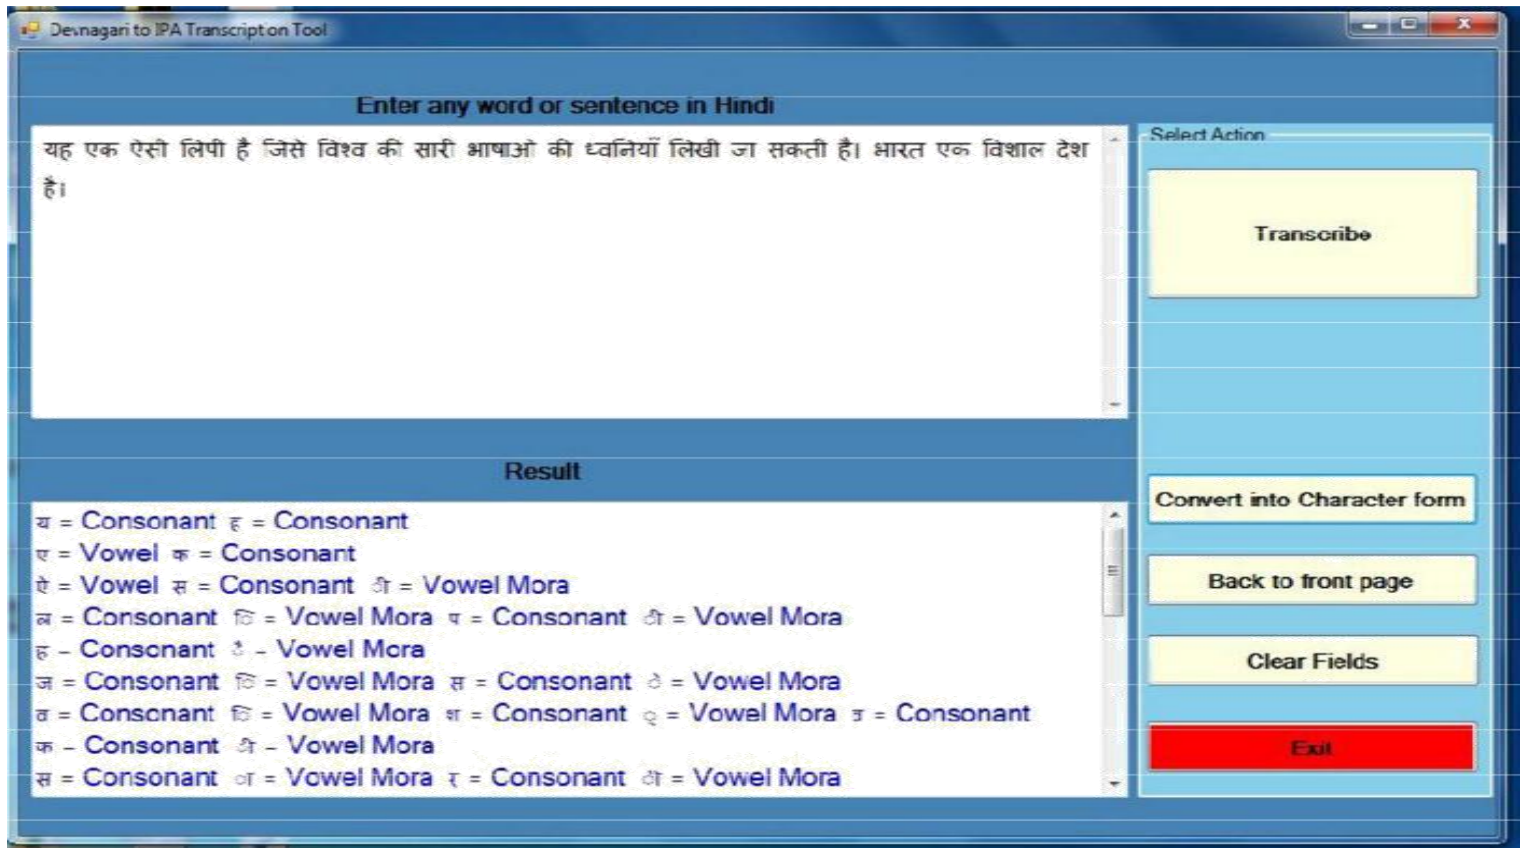 Devnagari to IPA Transcription Tool
Enter any word or sentence in Hindi
यह एक ऐसी लिपी है जिसे विश्व की सारी भाषाओ की ध्वनियाँ लिखी जा सकती है। भारत एक विशाल देश
है।
Select Action
Transcribe
Result
Convert into Character form
Back to front page
Clear Fields
Exit
य = Consonant ह = Consonant
ए = Vowel क = Consonant
ऐ = Vowel स = Consonant ी = Vowel Mora
ल = Consonant ि = Vowel Mora प = Consonant ी = Vowel Mora
ह = Consonant ै = Vowel Mora
ज = Consonant ि = Vowel Mora स = Consonant े = Vowel Mora
व = Consonant ि = Vowel Mora श = Consonant ् = Vowel Mora व = Consonant
क = Consonant ी = Vowel Mora
स = Consonant ा = Vowel Mora र = Consonant ी = Vowel Mora